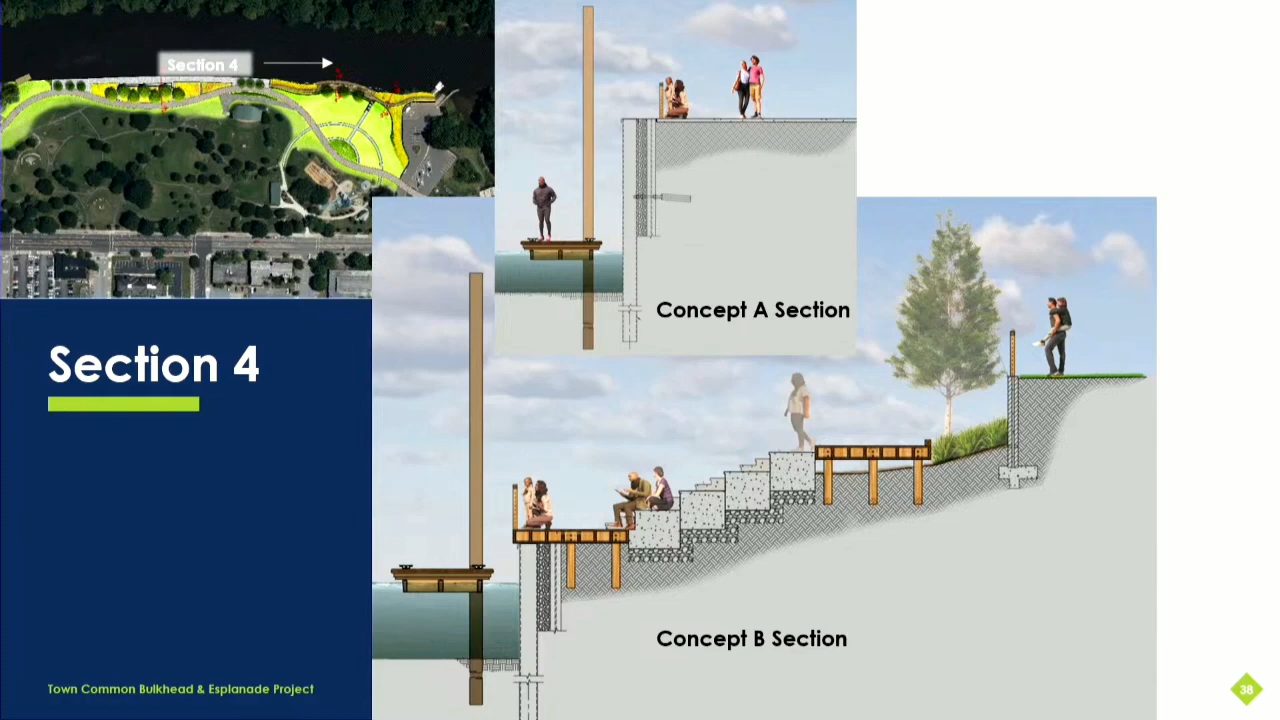 Section 4
Concept A Section
Section 4
Concept B Section
Town Common Bulkhead & Esplanade Project
38